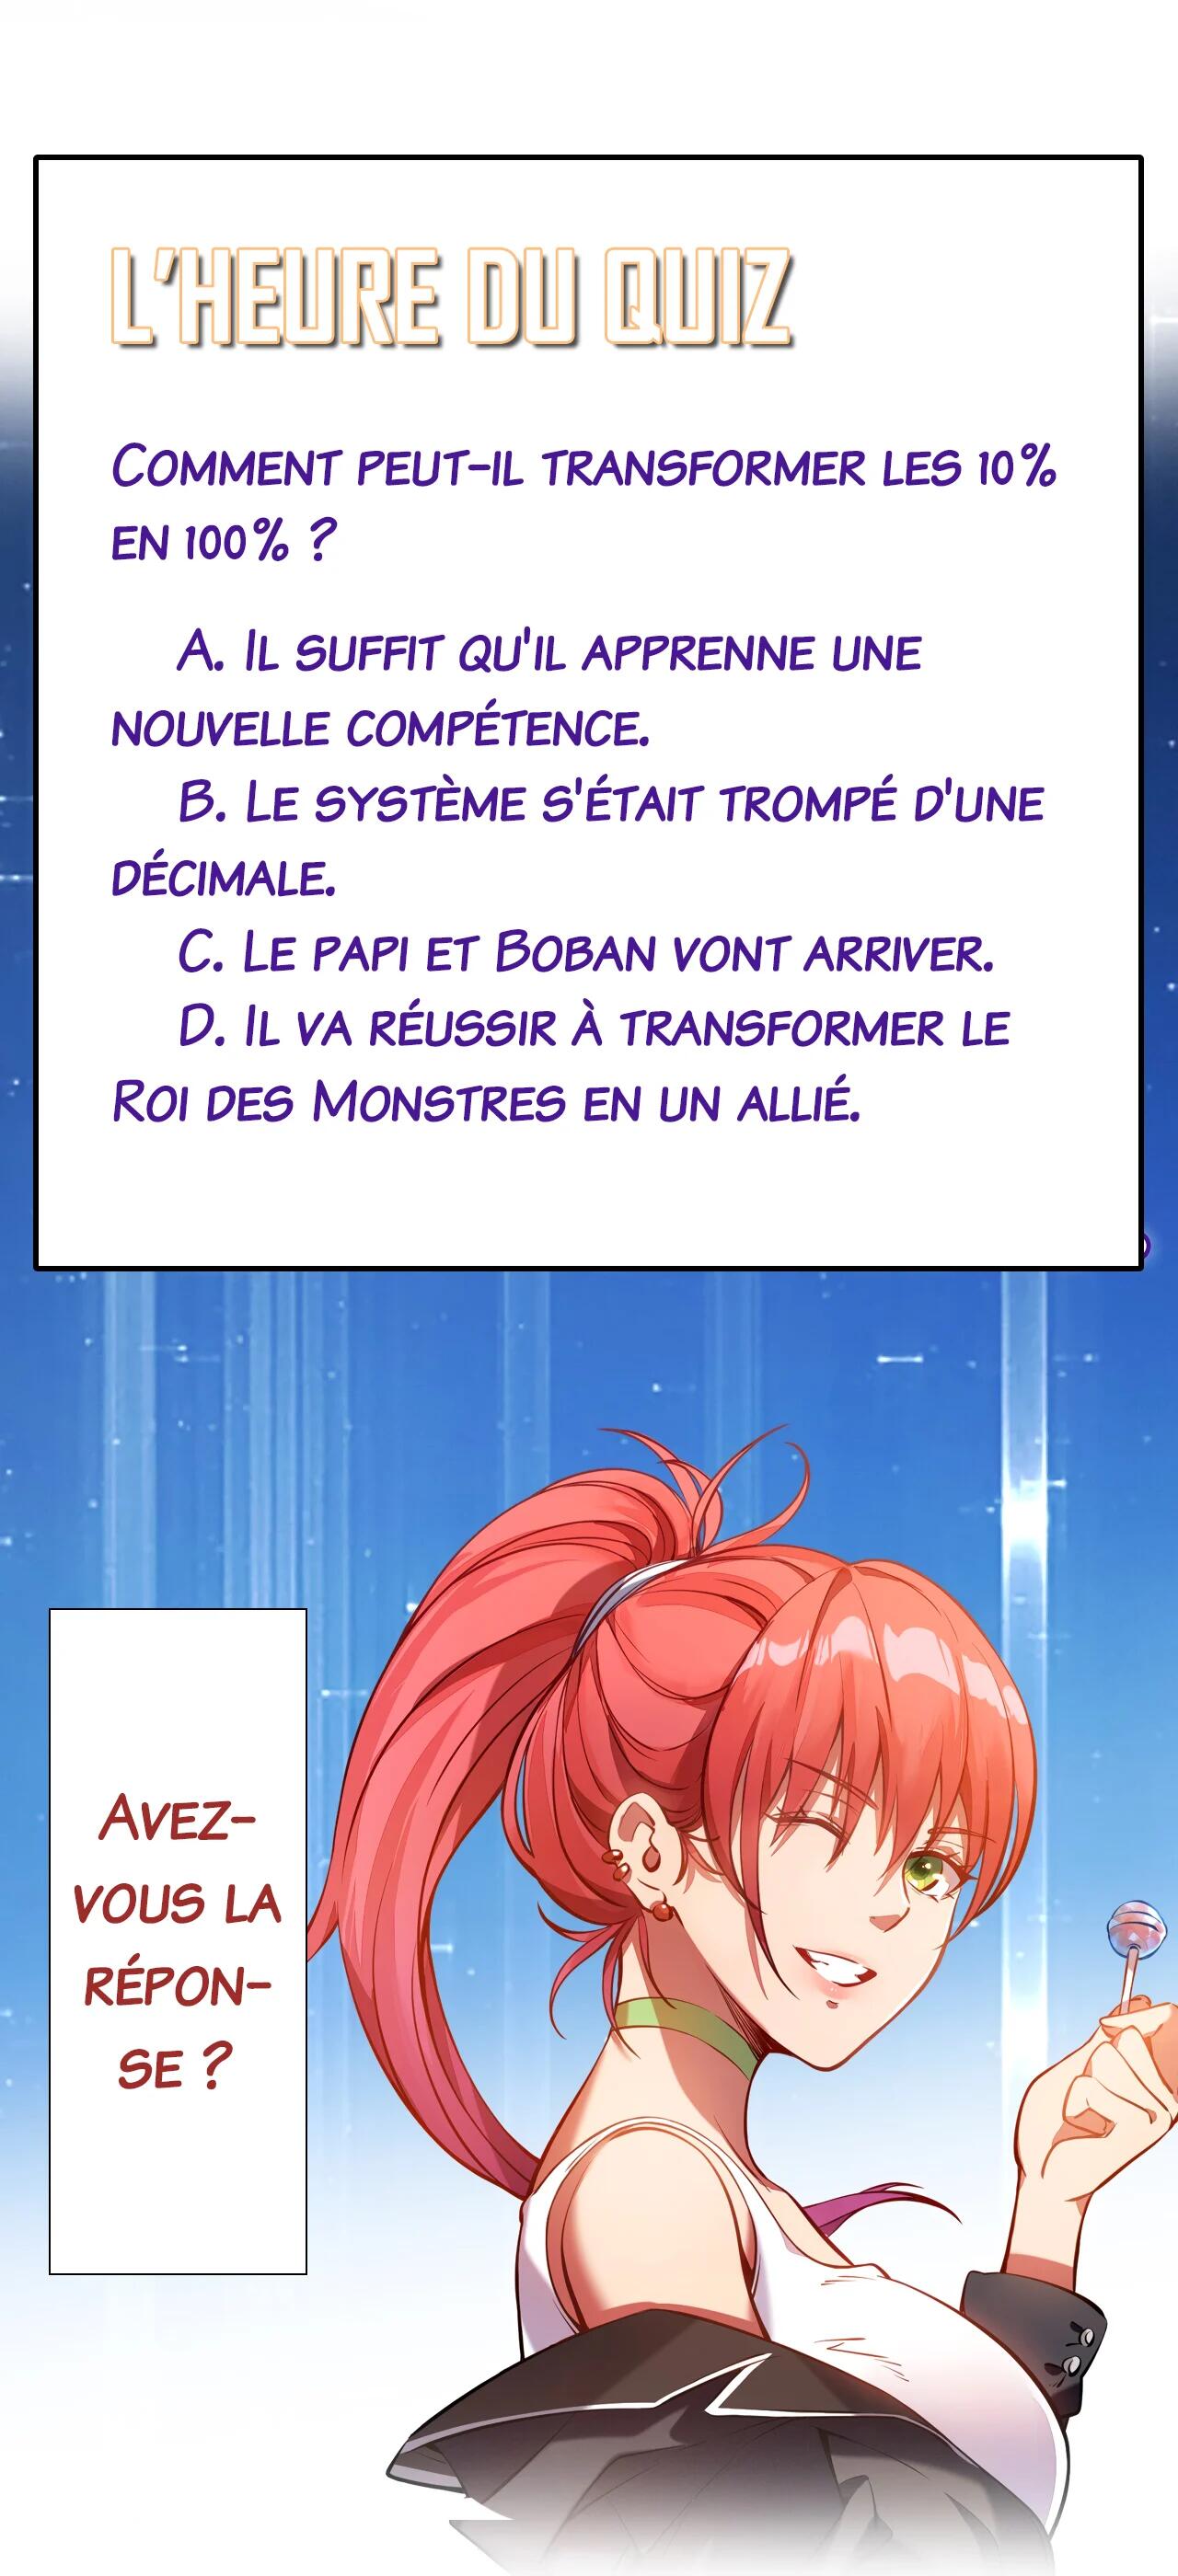 L'HEURE DU QUIZ
COMMENT PEUT-IL TRANSFORMER LES 10%
EN 100% ?
A. IL SUFFIT QU'IL APPRENNE UNE
NOUVELLE COMPÉTENCE.
B. LE SYSTÈME S'ÉTAIT TROMPÉ D'UNE
DÉCIMALE.
C. LE PAPI ET BOBAN VONT ARRIVER.
D. IL VA RÉUSSIR À TRANSFORMER LE
ROI DES MONSTRES EN UN ALLIÉ.
AVEZ-
VOUS LA
RÉPON-
SE ?